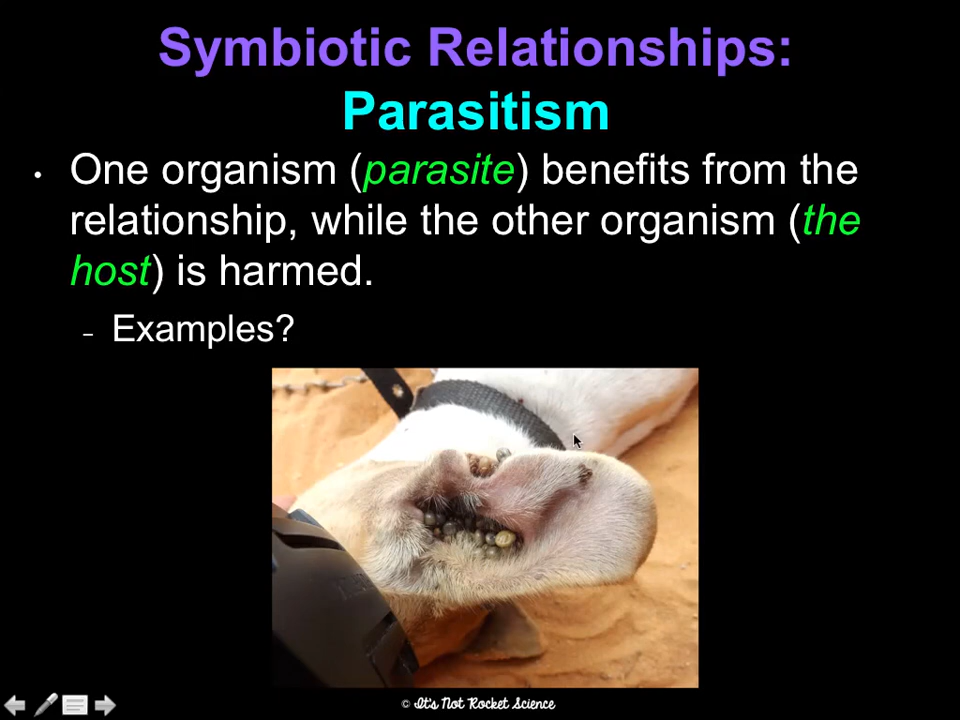 Symbiotic Relationships:
Parasitism
• One organism (parasite) benefits from the
relationship, while the other organism (the
host) is harmed.
– Examples?
© It's Not Rocket Science